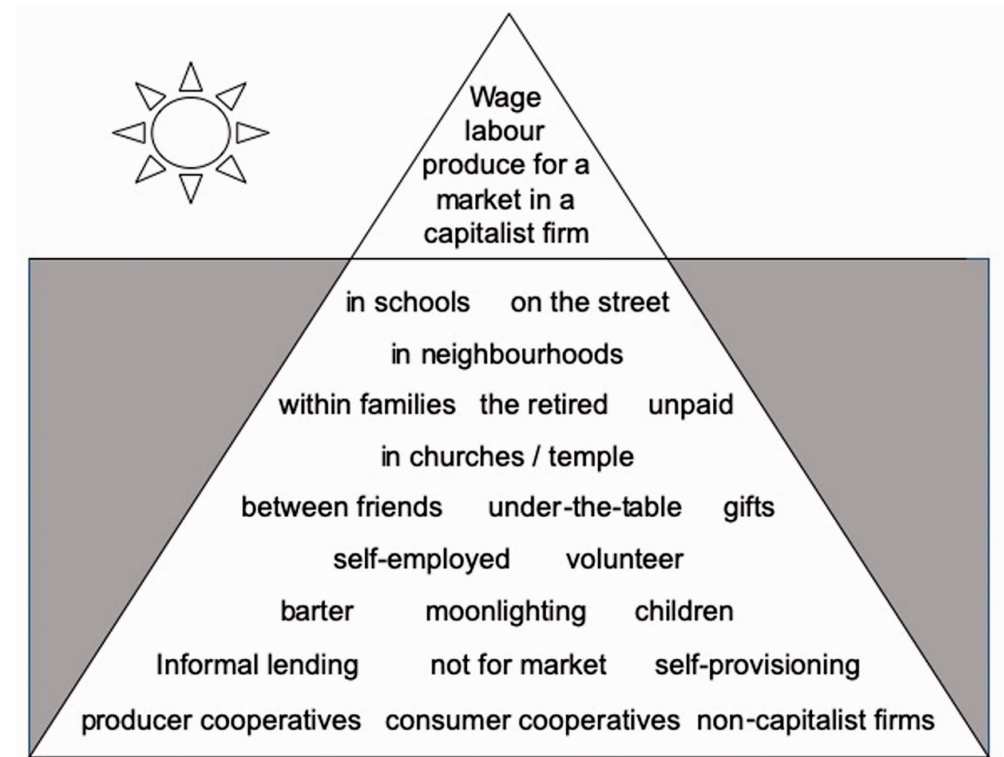 Wage
labour
produce for a
market in a
capitalist firm
in schools on the street
in neighbourhoods
within families the retired unpaid
in churches / temple
between friends under-the-table gifts
self-employed volunteer
barter moonlighting children
Informal lending not for market self-provisioning
producer cooperatives consumer cooperatives non-capitalist firms